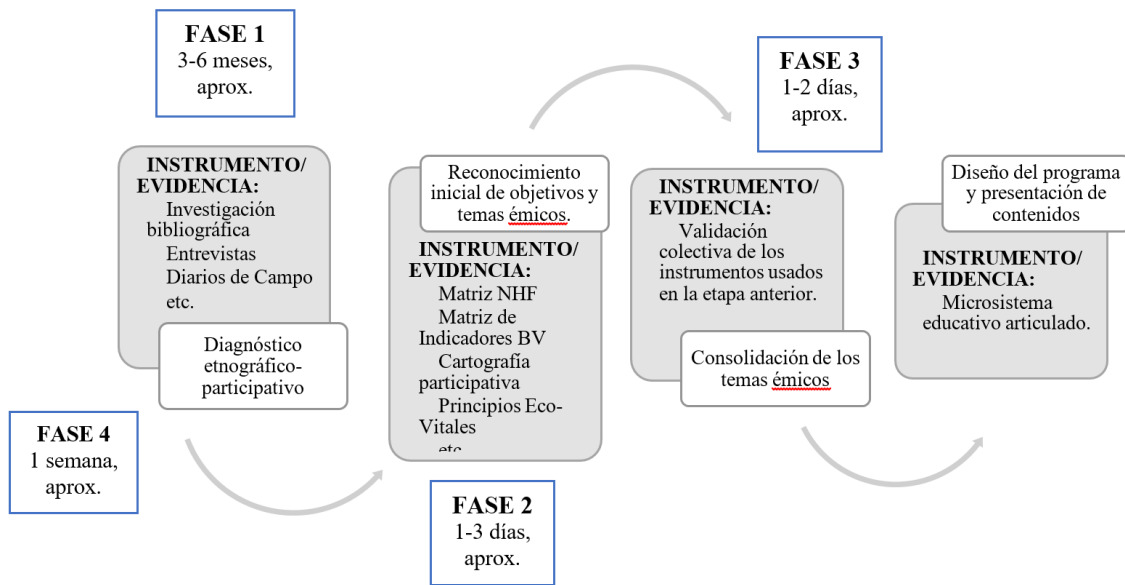 FASE 1
3-6 meses,
aprox.
INSTRUMENTO/
EVIDENCIA:
Investigación
bibliográfica
Entrevistas
Diarios de Campo
etc.
Diagnóstico
etnográfico-
participativo
FASE 4
1 semana,
aprox.
Reconocimiento
inicial de objetivos y
temas émicos.
INSTRUMENTO/
EVIDENCIA:
Matriz NHF
Matriz de
Indicadores BV
Cartografía
participativa
Principios Eco-
Vitales
etc
FASE 2
1-3 días,
aprox.
FASE 3
1-2 días,
aprox.
INSTRUMENTO/
EVIDENCIA:
Validación
colectiva de los
instrumentos usados
en la etapa anterior.
Consolidación de los
temas émicos
Diseño del programa
y presentación de
contenidos
INSTRUMENTO/
EVIDENCIA:
Microsistema
educativo articulado.